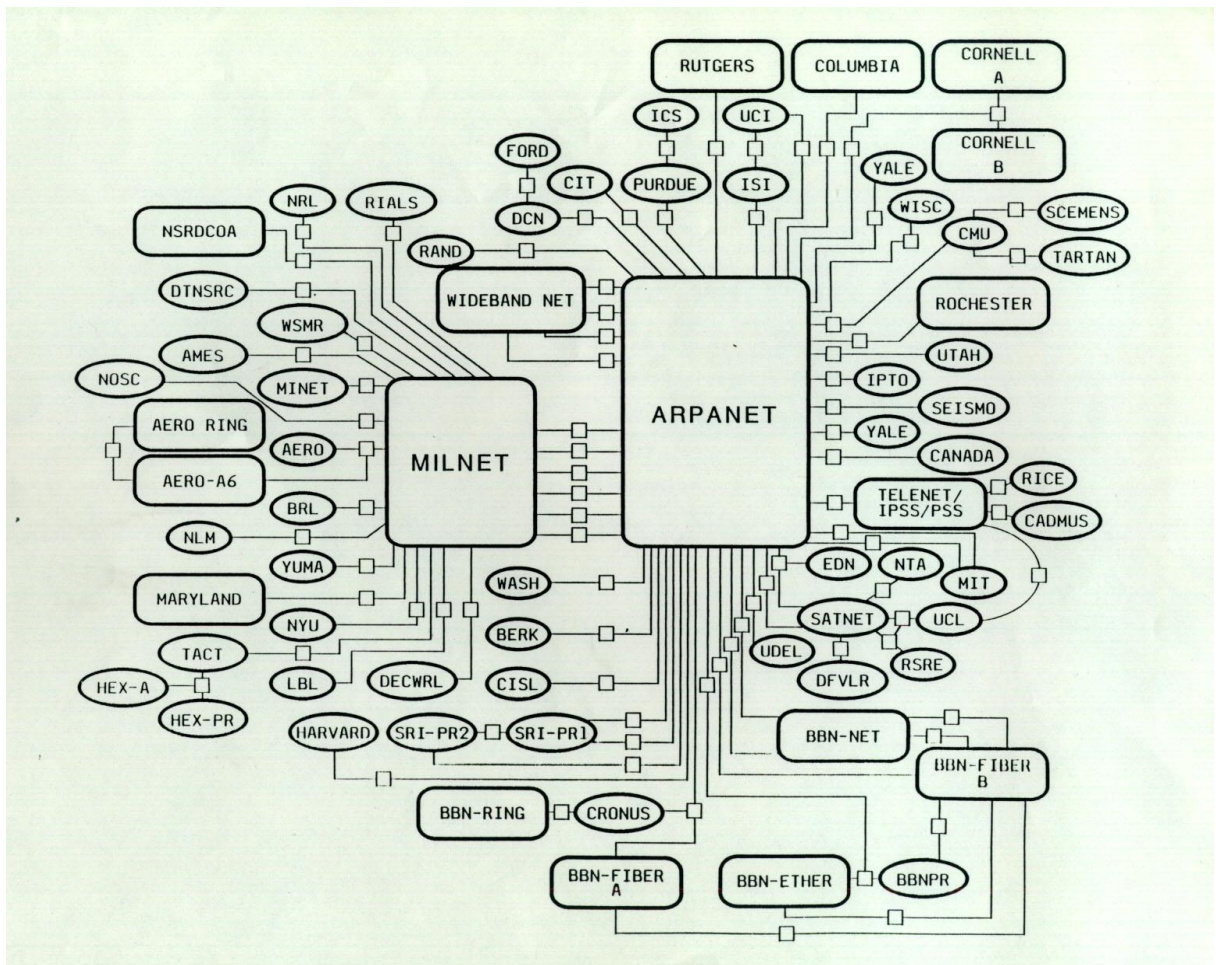 RUTGERS
COLUMBIA
CORNELL
A
ICS
UCI
FORD
CORNELL
B
CIT
PURDUE
ISI
YALE
NRL
RIALS
DCN
WISC
SCEMENS
NSRDCOA
CMU
RAND
TARTAN
DTNSRC
WIDEBAND NET
ROCHESTER
WSMR
AMES
UTAH
NOSC
MINET
IPTO
ARPANET
SEISMO
AERO RING
YALE
AERO
MILNET
CANADA
AERO-A6
RICE
TELENET/
IPSS/PSS
BRL
CADMUS
NLM
YUMA
EDN
NTA
WASH
MIT
MARYLAND
SATNET
UCL
NYU
BERK
TACT
UDEL
RSRE
HEX-A
LBL
DECWRL
CISL
DFVLR
HEX-PR
HARVARD
SRI-PR2
SRI-PR1
BBN-NET
BBN-FIBER
B
BBN-RING
CRONUS
BBN-FIBER
A
BBN-ETHER
BBNPR